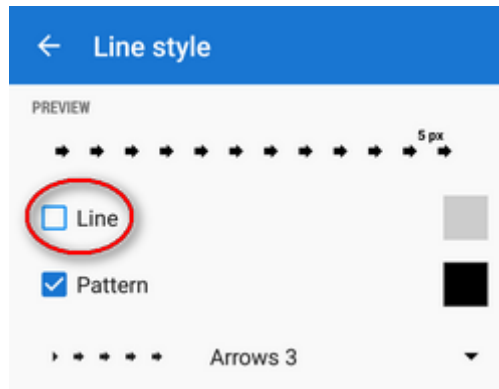 Line style
PREVIEW
5 px
Line
Pattern
Arrows 3